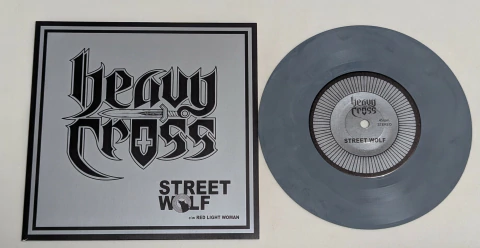 heavy
cross
STREET
WOLF
c/w RED LIGHT WOMAN
heavy
cross
STREET WOLF